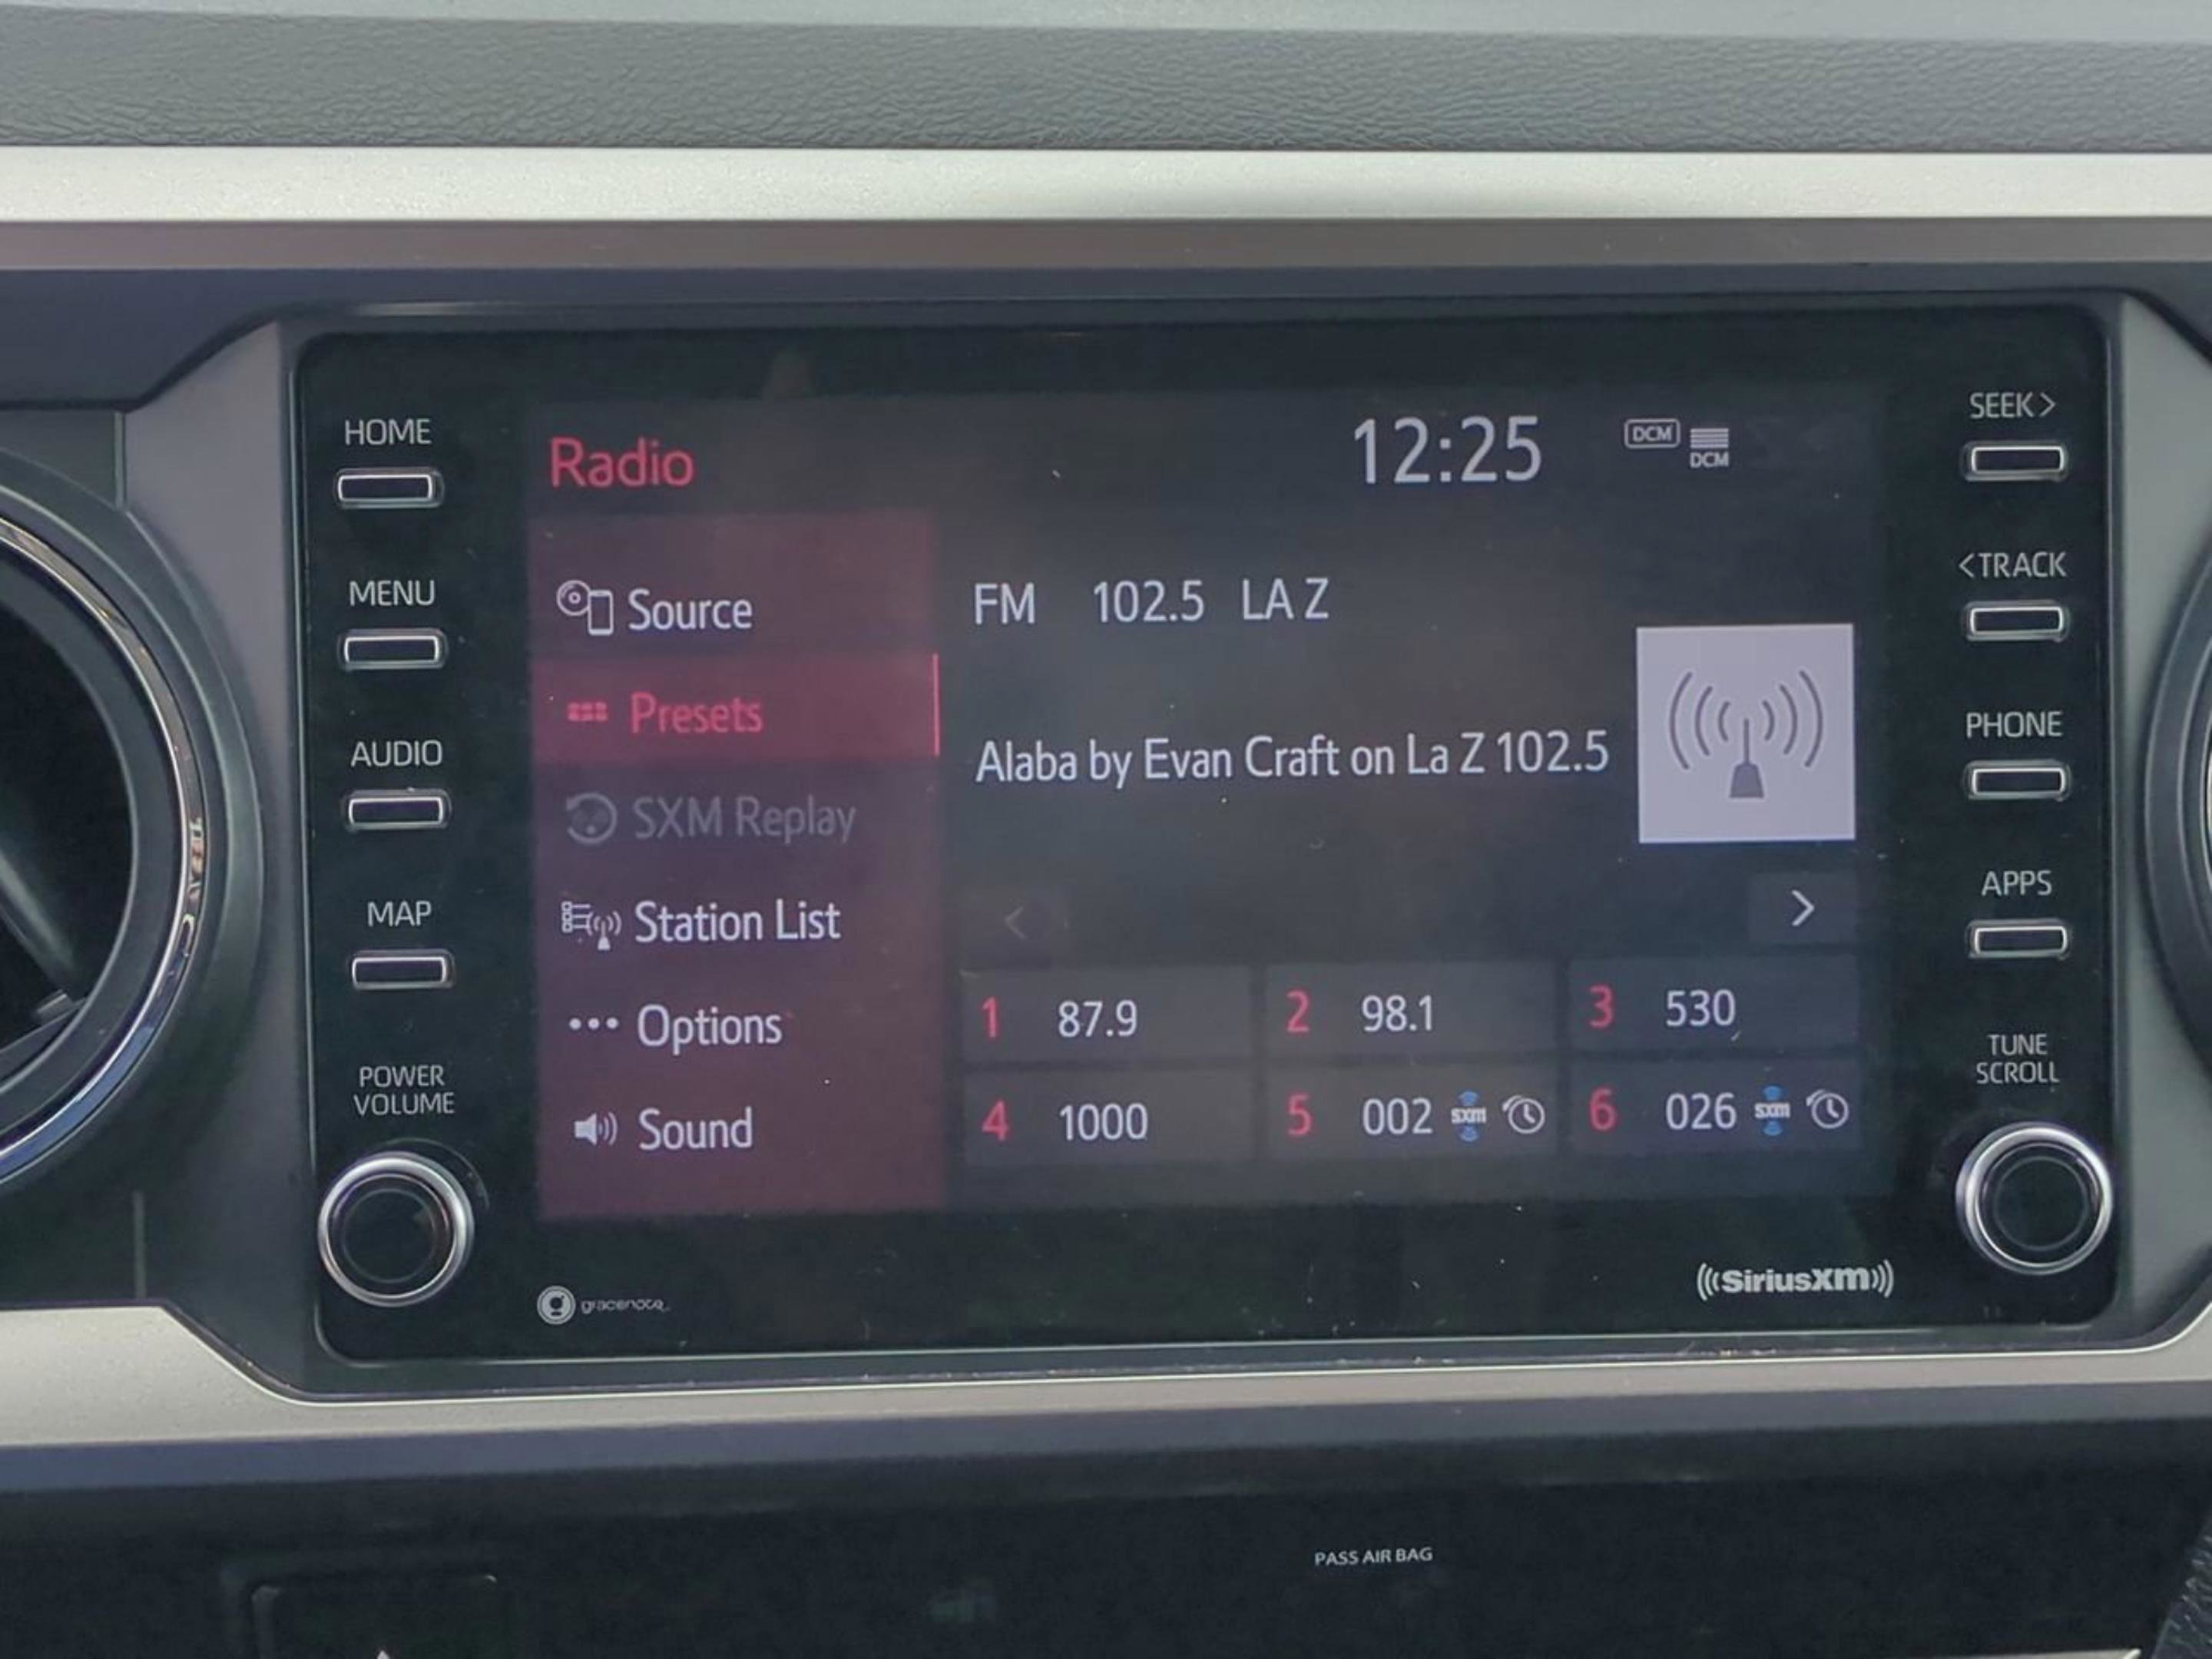 HOME
MENU
AUDIO
MAP
POWER
VOLUME
Radio
12:25
DCM
DCM
Source
Presets
SXM Replay
Station List
Options
Sound
FM 102.5 LA Z
Alaba by Evan Craft on La Z 102.5
1 87.9
2 98.1
3 530
4 1000
5 002 sxm
6 026 sxm
gracenote
SiriusXM
SEEK>
<TRACK
PHONE
APPS
TUNE
SCROLL
PASS AIR BAG